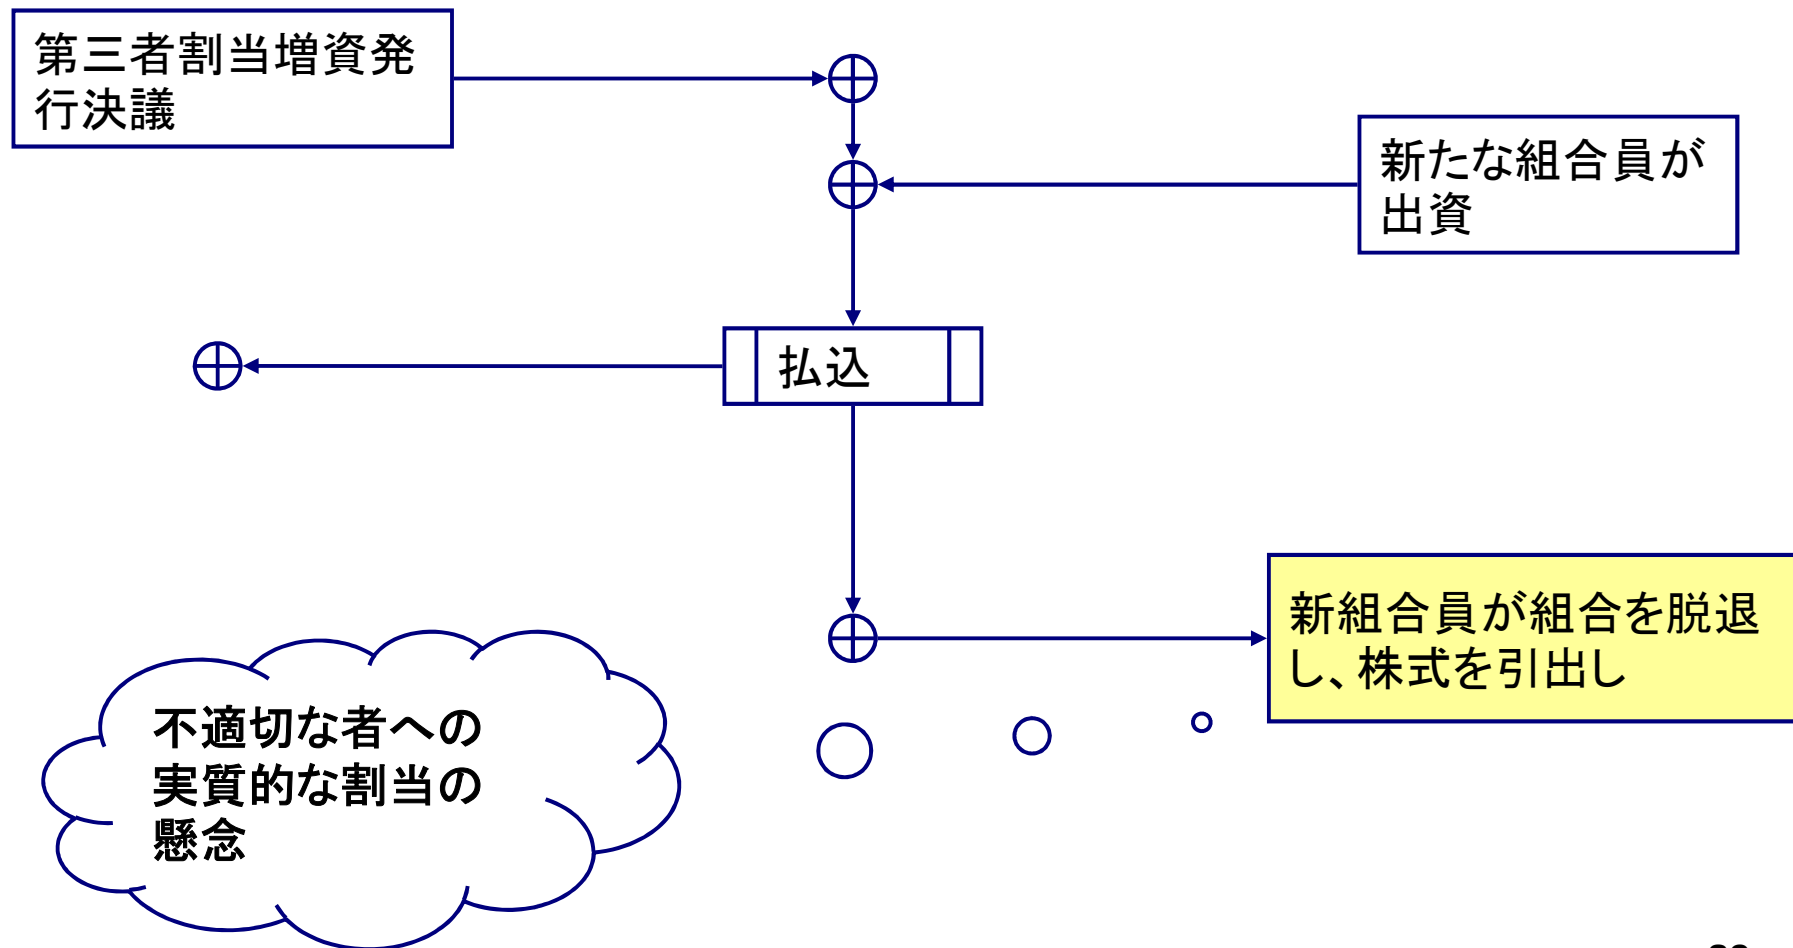 第三者割当増資発
行決議
新たな組合員が
出資
払込
新組合員が組合を脱退
し、株式を引出し
不適切な者への
実質的な割当の
懸念